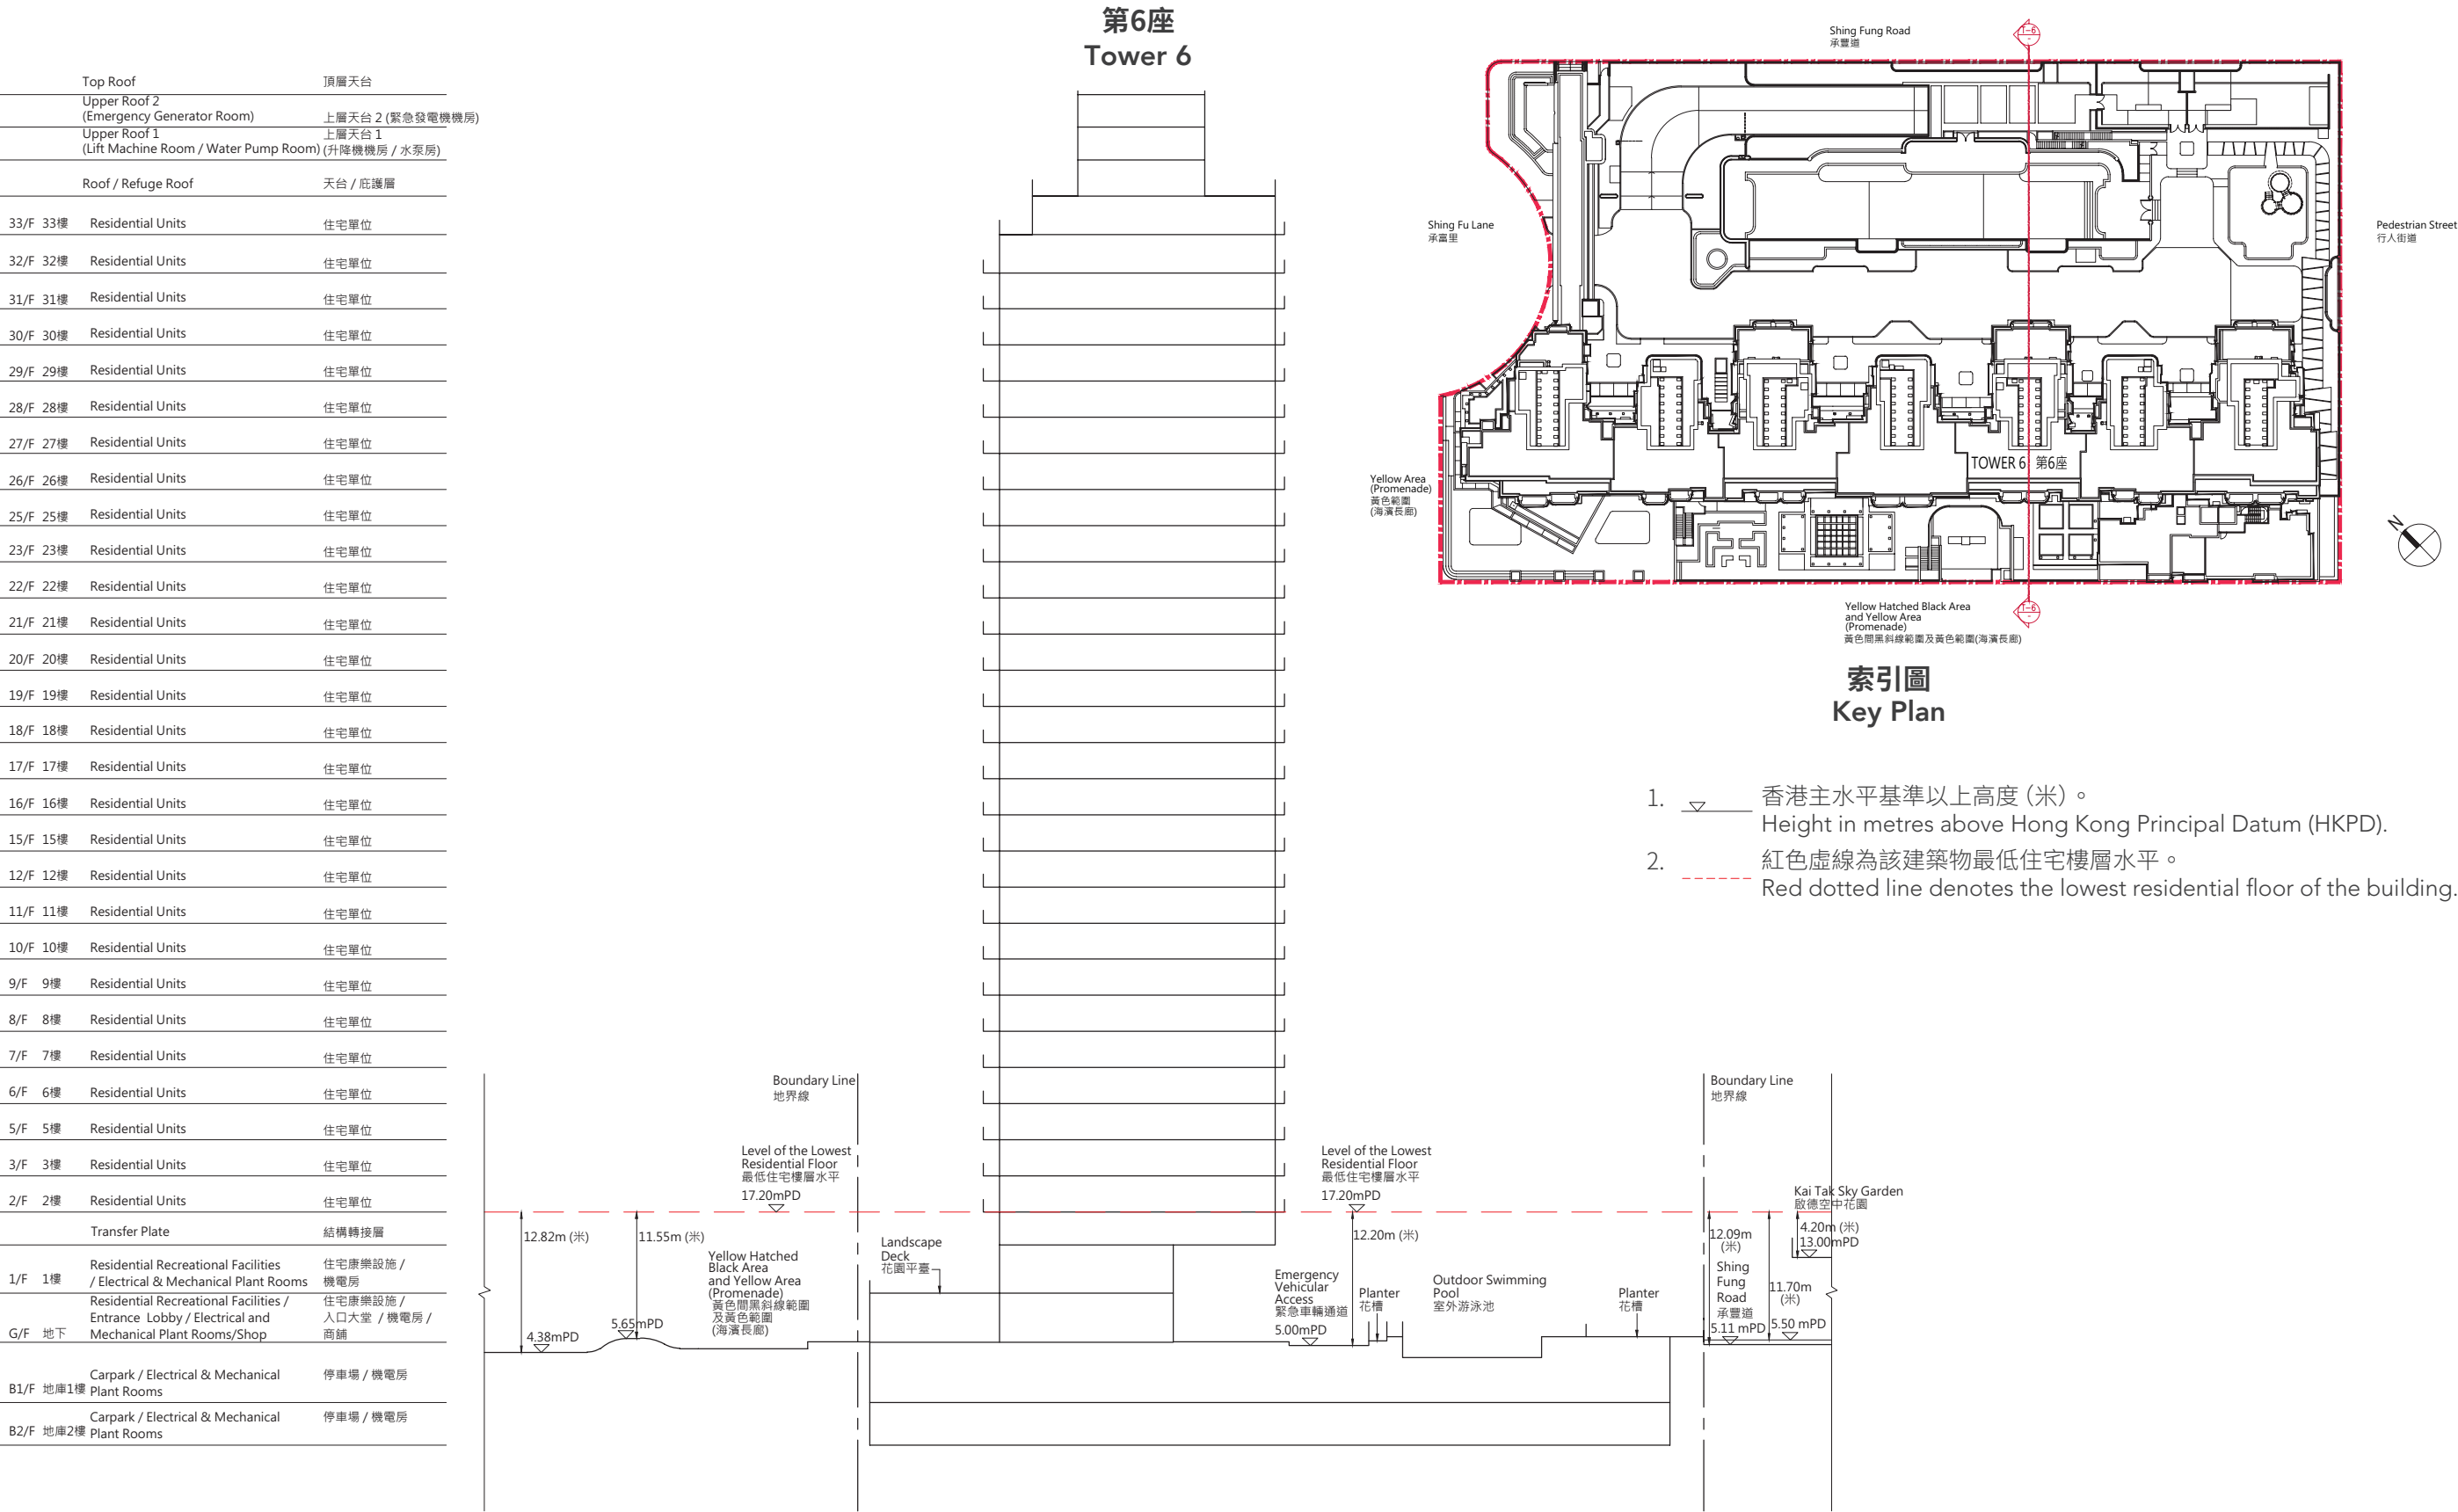 第6座
Tower 6
Top Roof 頂層天台
Upper Roof 2
(Emergency Generator Room) 上層天台 2 (緊急發電機機房)
Upper Roof 1 上層天台 1
(Lift Machine Room / Water Pump Room) (升降機機房 / 水泵房)
Roof / Refuge Roof 天台 / 庇護層
33/F 33樓 Residential Units 住宅單位
32/F 32樓 Residential Units 住宅單位
31/F 31樓 Residential Units 住宅單位
30/F 30樓 Residential Units 住宅單位
29/F 29樓 Residential Units 住宅單位
28/F 28樓 Residential Units 住宅單位
27/F 27樓 Residential Units 住宅單位
26/F 26樓 Residential Units 住宅單位
25/F 25樓 Residential Units 住宅單位
23/F 23樓 Residential Units 住宅單位
22/F 22樓 Residential Units 住宅單位
21/F 21樓 Residential Units 住宅單位
20/F 20樓 Residential Units 住宅單位
19/F 19樓 Residential Units 住宅單位
18/F 18樓 Residential Units 住宅單位
17/F 17樓 Residential Units 住宅單位
16/F 16樓 Residential Units 住宅單位
15/F 15樓 Residential Units 住宅單位
12/F 12樓 Residential Units 住宅單位
11/F 11樓 Residential Units 住宅單位
10/F 10樓 Residential Units 住宅單位
9/F 9樓 Residential Units 住宅單位
8/F 8樓 Residential Units 住宅單位
7/F 7樓 Residential Units 住宅單位
6/F 6樓 Residential Units 住宅單位
5/F 5樓 Residential Units 住宅單位
3/F 3樓 Residential Units 住宅單位
2/F 2樓 Residential Units 住宅單位
Transfer Plate 結構轉接層
Residential Recreational Facilities 住宅康樂設施 /
1/F 1樓 / Electrical & Mechanical Plant Rooms 機電房
Residential Recreational Facilities / 住宅康樂設施 /
Entrance Lobby / Electrical and 入口大堂 / 機電房 /
G/F 地下 Mechanical Plant Rooms/Shop 商舖
Carpark / Electrical & Mechanical 停車場 / 機電房
B1/F 地庫1樓 Plant Rooms
Carpark / Electrical & Mechanical 停車場 / 機電房
B2/F 地庫2樓 Plant Rooms
Boundary Line
地界線
Level of the Lowest
Residential Floor
最低住宅樓層水平
17.20mPD
12.82m (米)
11.55m (米)
4.38mPD
5.65mPD
Yellow Hatched
Black Area
and Yellow Area
(Promenade)
黃色間黑斜線範圍
及黃色範圍
(海濱長廊)
Landscape
Deck
花園平臺
Level of the Lowest
Residential Floor
最低住宅樓層水平
17.20mPD
12.20m (米)
Emergency
Vehicular
Access
緊急車輛通道
5.00mPD
Planter
花槽
Outdoor Swimming
Pool
室外游泳池
Planter
花槽
Boundary Line
地界線
12.09m
(米)
Shing
Fung
Road
承豐道
5.11 mPD
11.70m
(米)
5.50 mPD
Kai Tak Sky Garden
啟德空中花園
4.20m (米)
13.00mPD
Shing Fung Road
承豐道
T-6
Shing Fu Lane
承富里
Pedestrian Street
行人街道
Yellow Area
(Promenade)
黃色範圍
(海濱長廊)
TOWER 6 第6座
N
T-6
Yellow Hatched Black Area
and Yellow Area
(Promenade)
黃色間黑斜線範圍及黃色範圍(海濱長廊)
索引圖
Key Plan
1. 香港主水平基準以上高度（米）。
Height in metres above Hong Kong Principal Datum (HKPD).
2. 紅色虛線為該建築物最低住宅樓層水平。
Red dotted line denotes the lowest residential floor of the building.